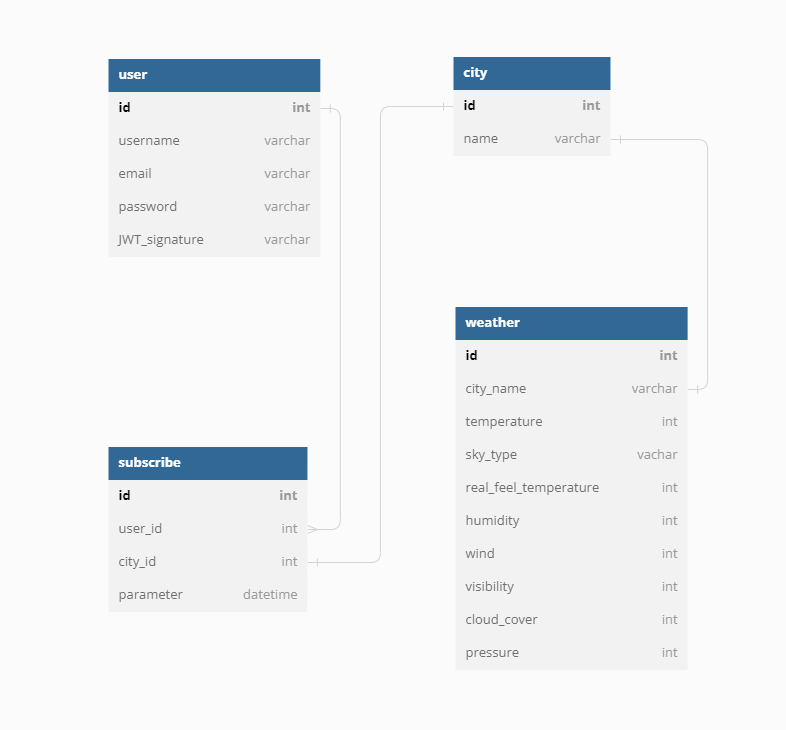 user
id int
username varchar
email varchar
password varchar
JWT_signature varchar
city
id int
name varchar
subscribe
id int
user_id int
city_id int
parameter datetime
weather
id int
city_name varchar
temperature int
sky_type vachar
real_feel_temperature int
humidity int
wind int
visibility int
cloud_cover int
pressure int